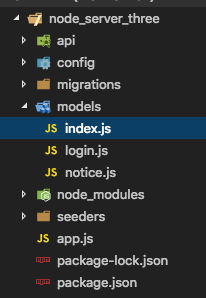 node_server_three
api
config
migrations
models
JS index.js
JS login.js
JS notice.js
node_modules
seeders
JS app.js
package-lock.json
package.json